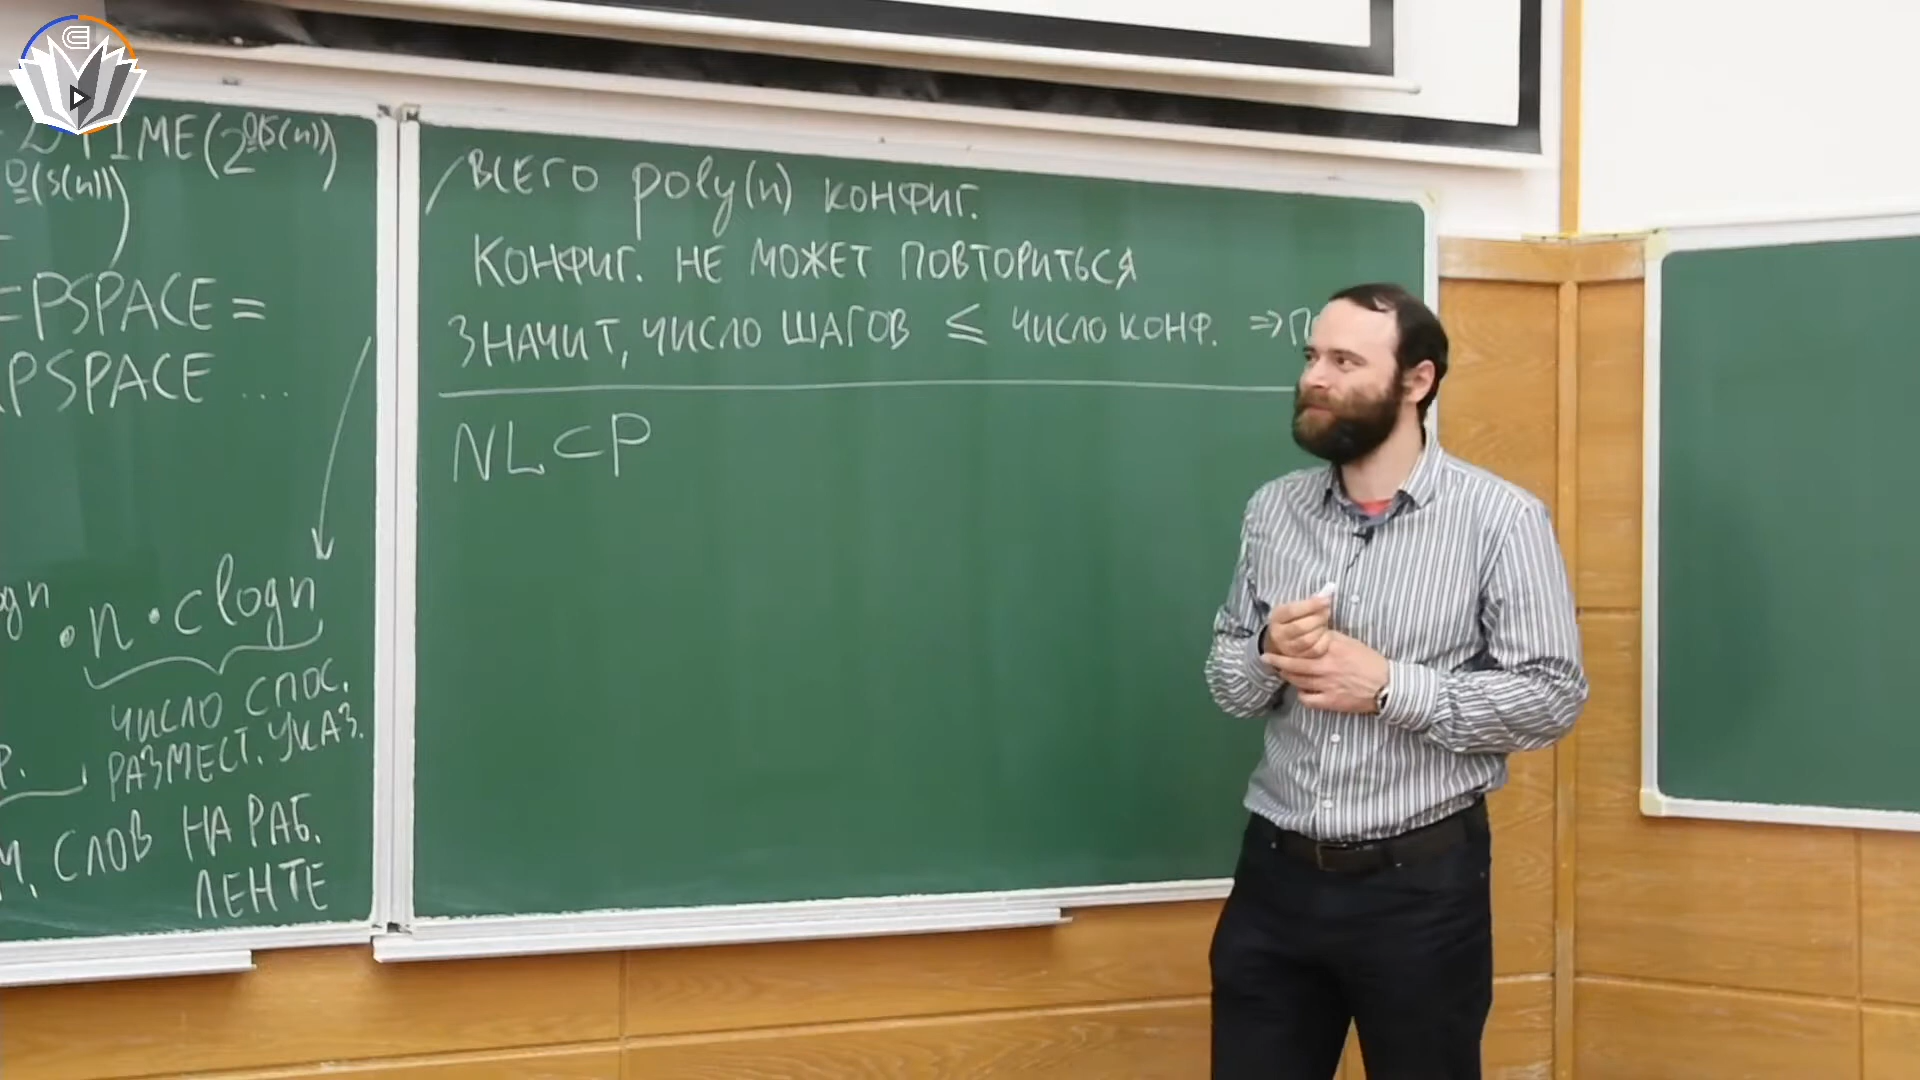 DTIME(2^O(S(n)))
O(s(n)))
=PSPACE=
PSPACE ...
• n • c log n
ЧИСЛО СПОС.
РАЗМЕСТ. УКАЗ.
СЛОВ НА РАБ.
ЛЕНТЕ
ВСЕГО poly(n) КОНФИГ.
КОНФИГ. НЕ МОЖЕТ ПОВТОРИТЬСЯ
ЗНАЧИТ, ЧИСЛО ШАГОВ ≤ ЧИСЛО КОНФ. ⇒
NL⊂P